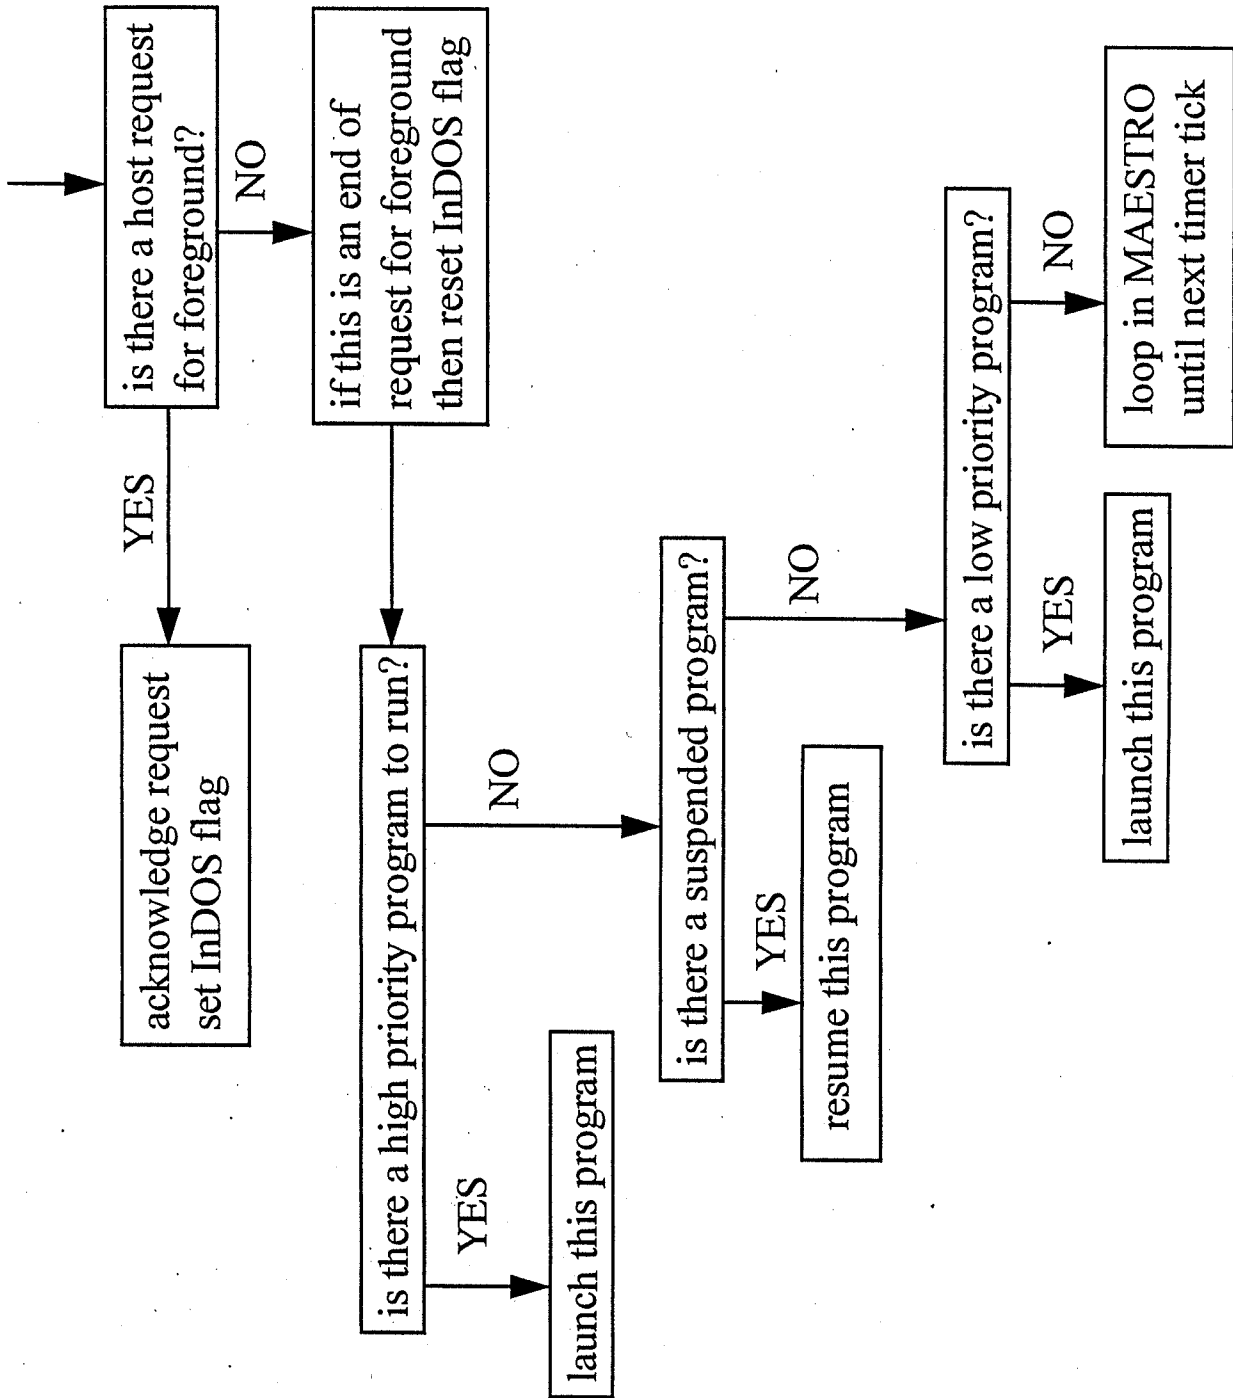 is there a host request
for foreground?
YES
NO
acknowledge request
set InDOS flag
if this is an end of
request for foreground
then reset InDOS flag
is there a high priority program to run?
YES
NO
launch this program
is there a suspended program?
YES
NO
resume this program
is there a low priority program?
YES
NO
launch this program
loop in MAESTRO
until next timer tick